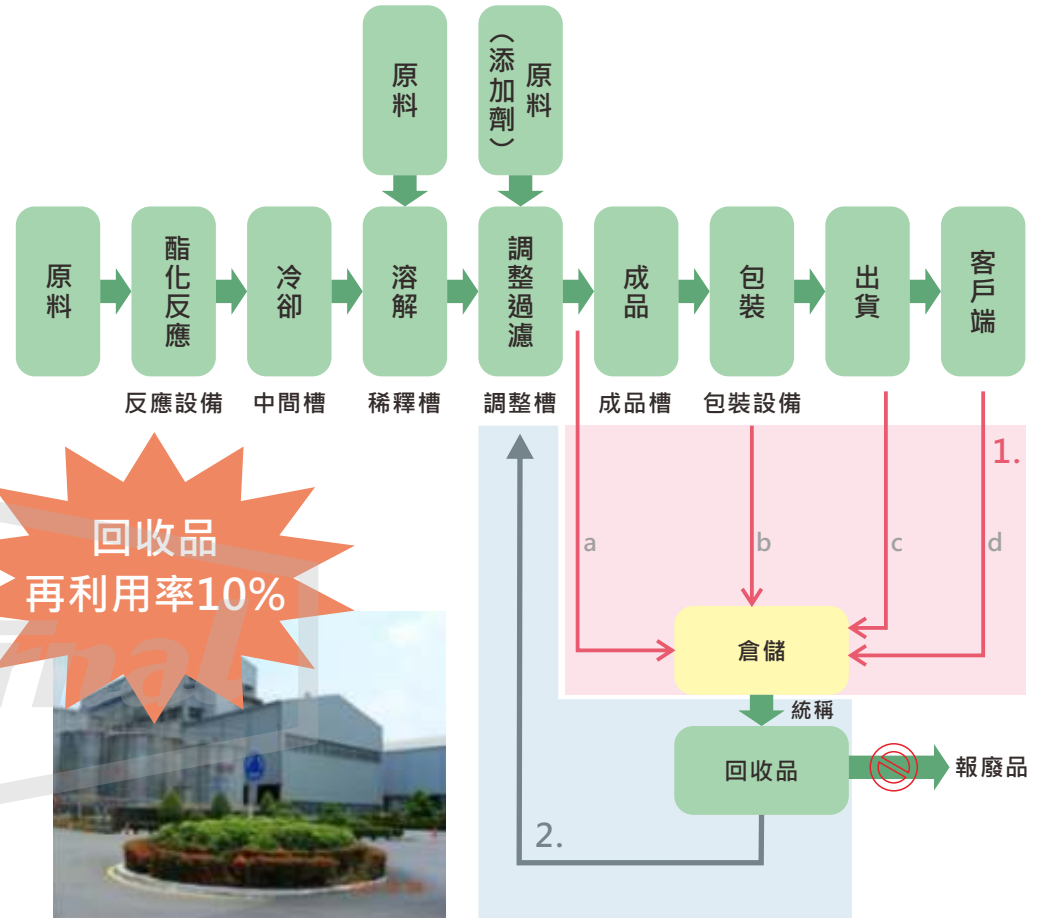 原料
原料
（添加劑）
原料
酯化反應
冷卻
溶解
調整過濾
成品
包裝
出貨
客戶端
反應設備
中間槽
稀釋槽
調整槽
成品槽
包裝設備
1.
回收品
再利用率10%
a
b
c
d
倉儲
統稱
回收品
報廢品
2.